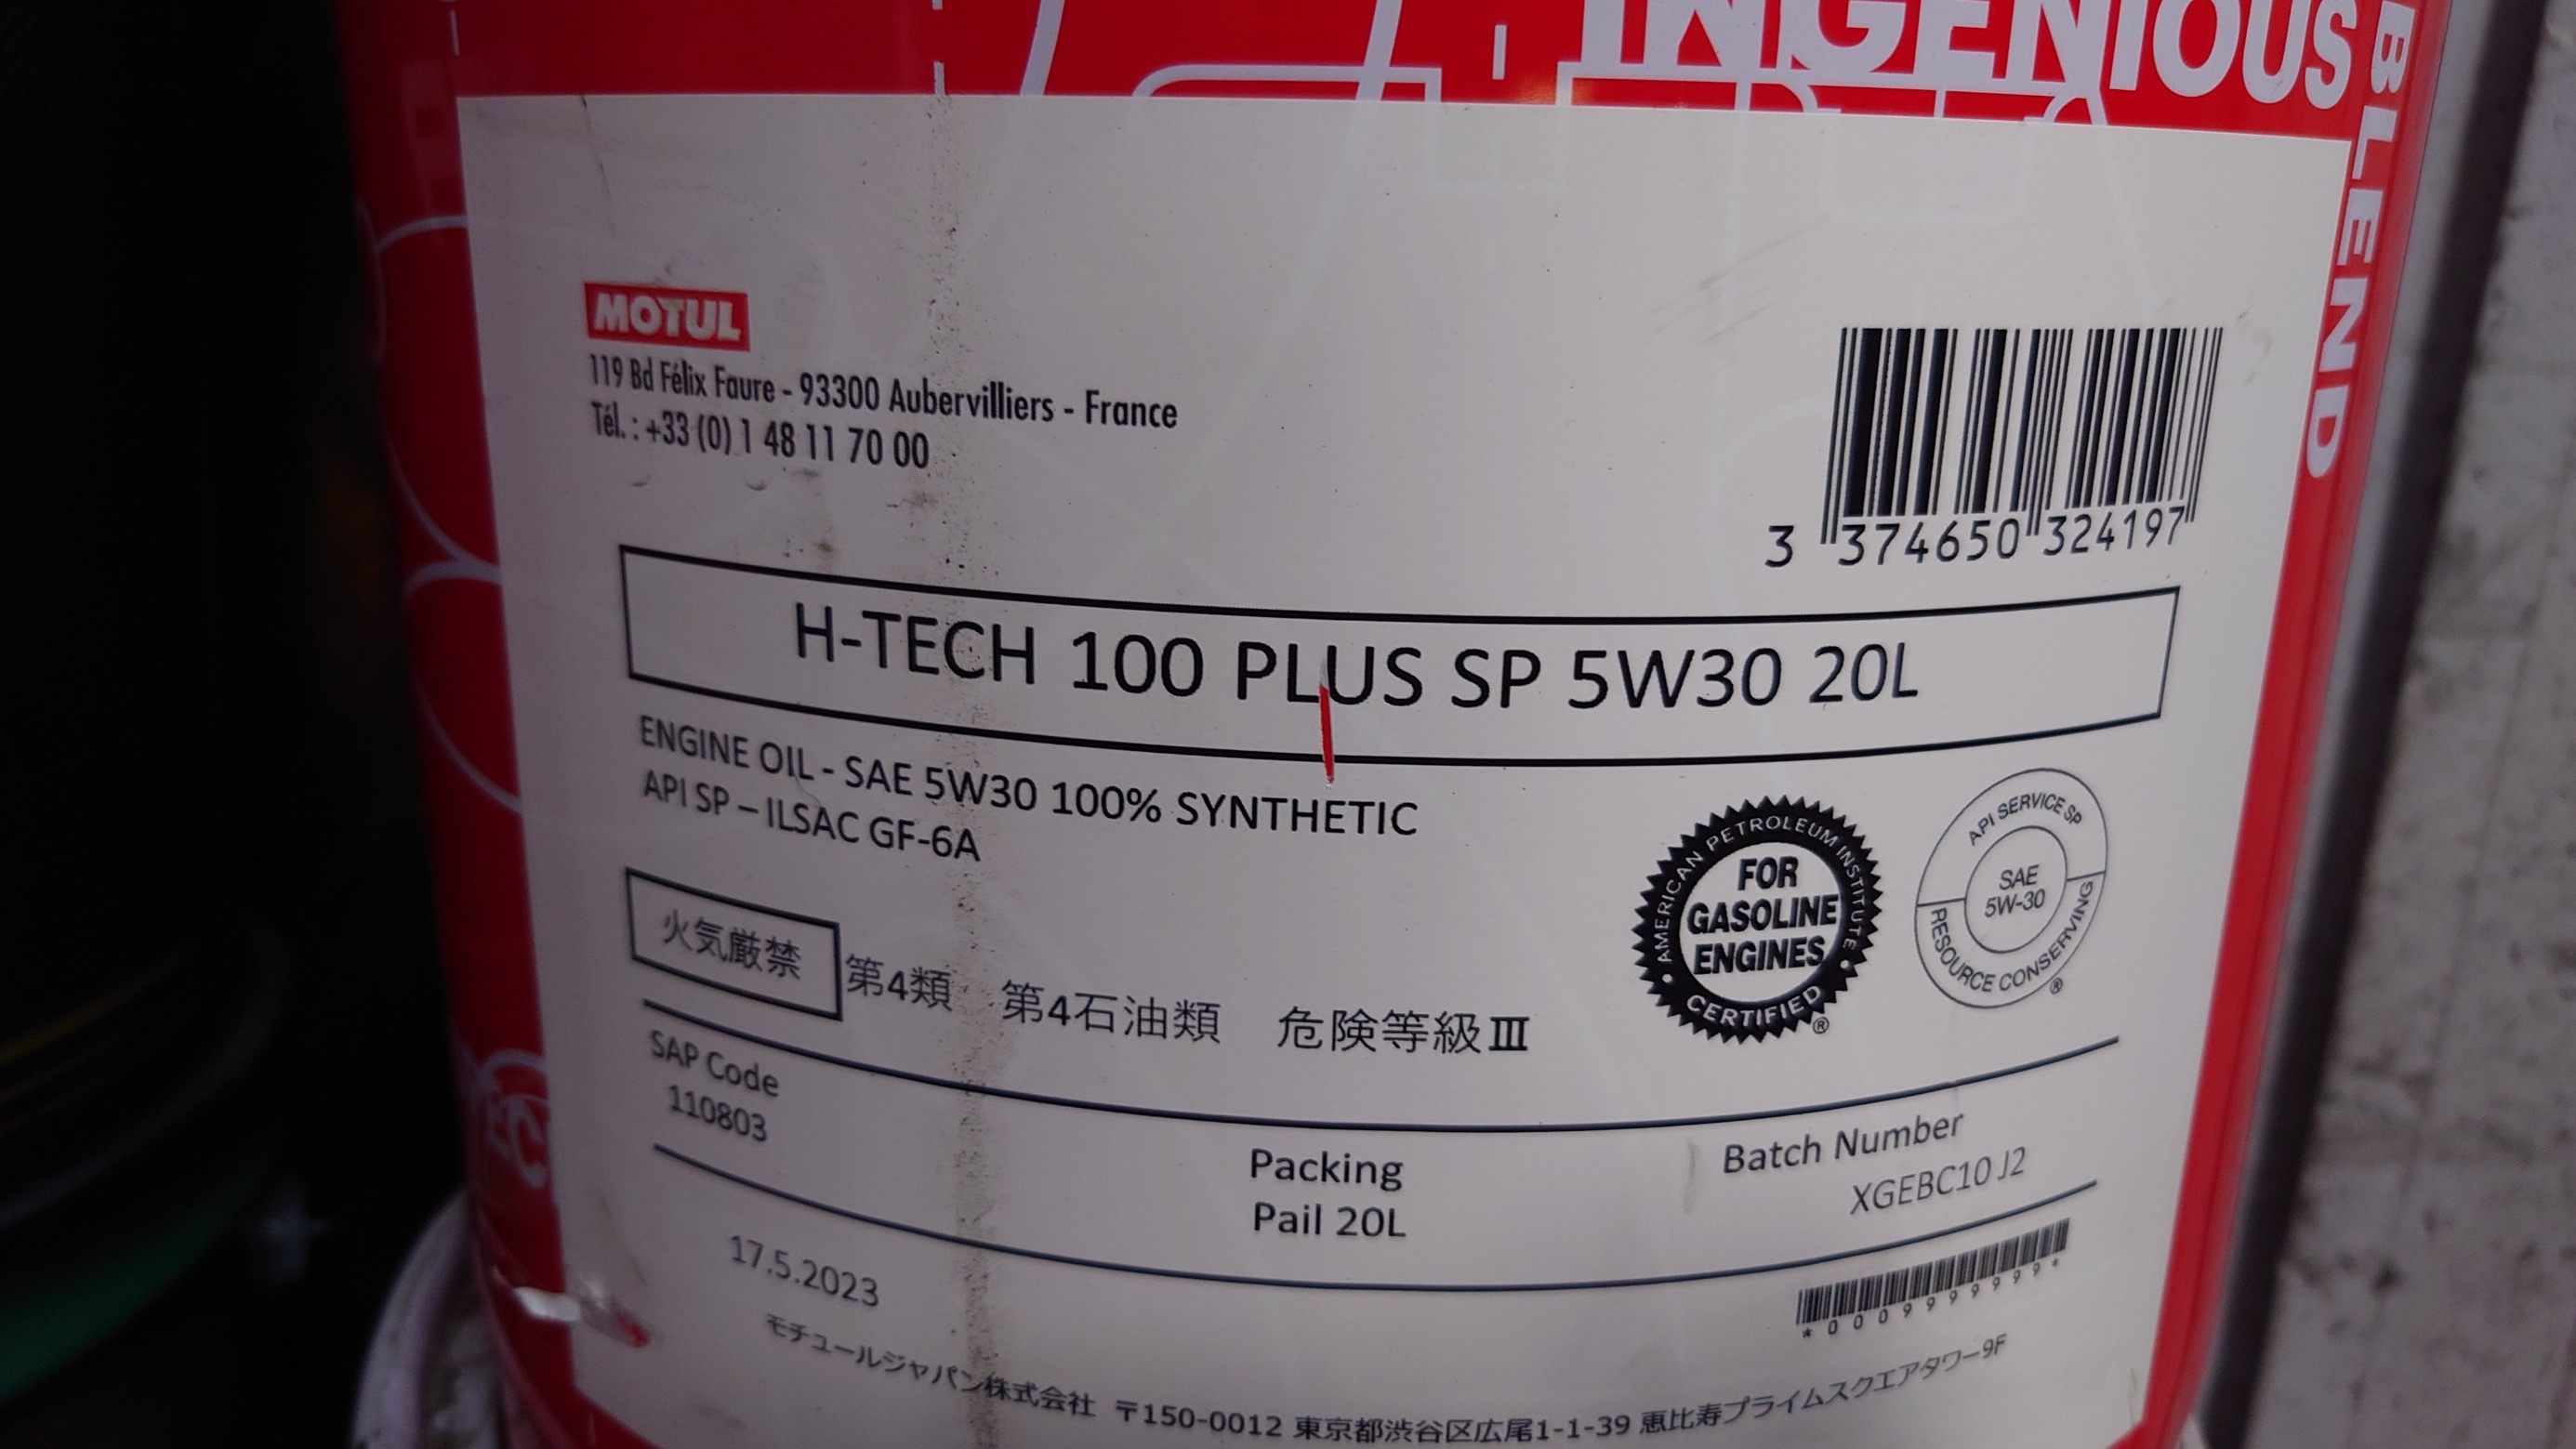 INGENIOUS
BLEND
MOTUL
119 Bd Félix Faure - 93300 Aubervilliers - France
Tél. : +33 (0) 1 48 11 70 00
3 374650 324197
H-TECH 100 PLUS SP 5W30 20L
ENGINE OIL - SAE 5W30 100% SYNTHETIC
API SP – ILSAC GF-6A
AMERICAN PETROLEUM INSTITUTE
FOR
GASOLINE
ENGINES
CERTIFIED ®
API SERVICE SP
SAE
5W-30
RESOURCE CONSERVING ®
火気厳禁 第4類 第4石油類 危険等級Ⅲ
SAP Code
110803
Packing
Pail 20L
Batch Number
XGEBC10 J2
17.5.2023
*0009999999*
モチュールジャパン株式会社 〒150-0012 東京都渋谷区広尾1-1-39 恵比寿プライムスクエアタワー9F